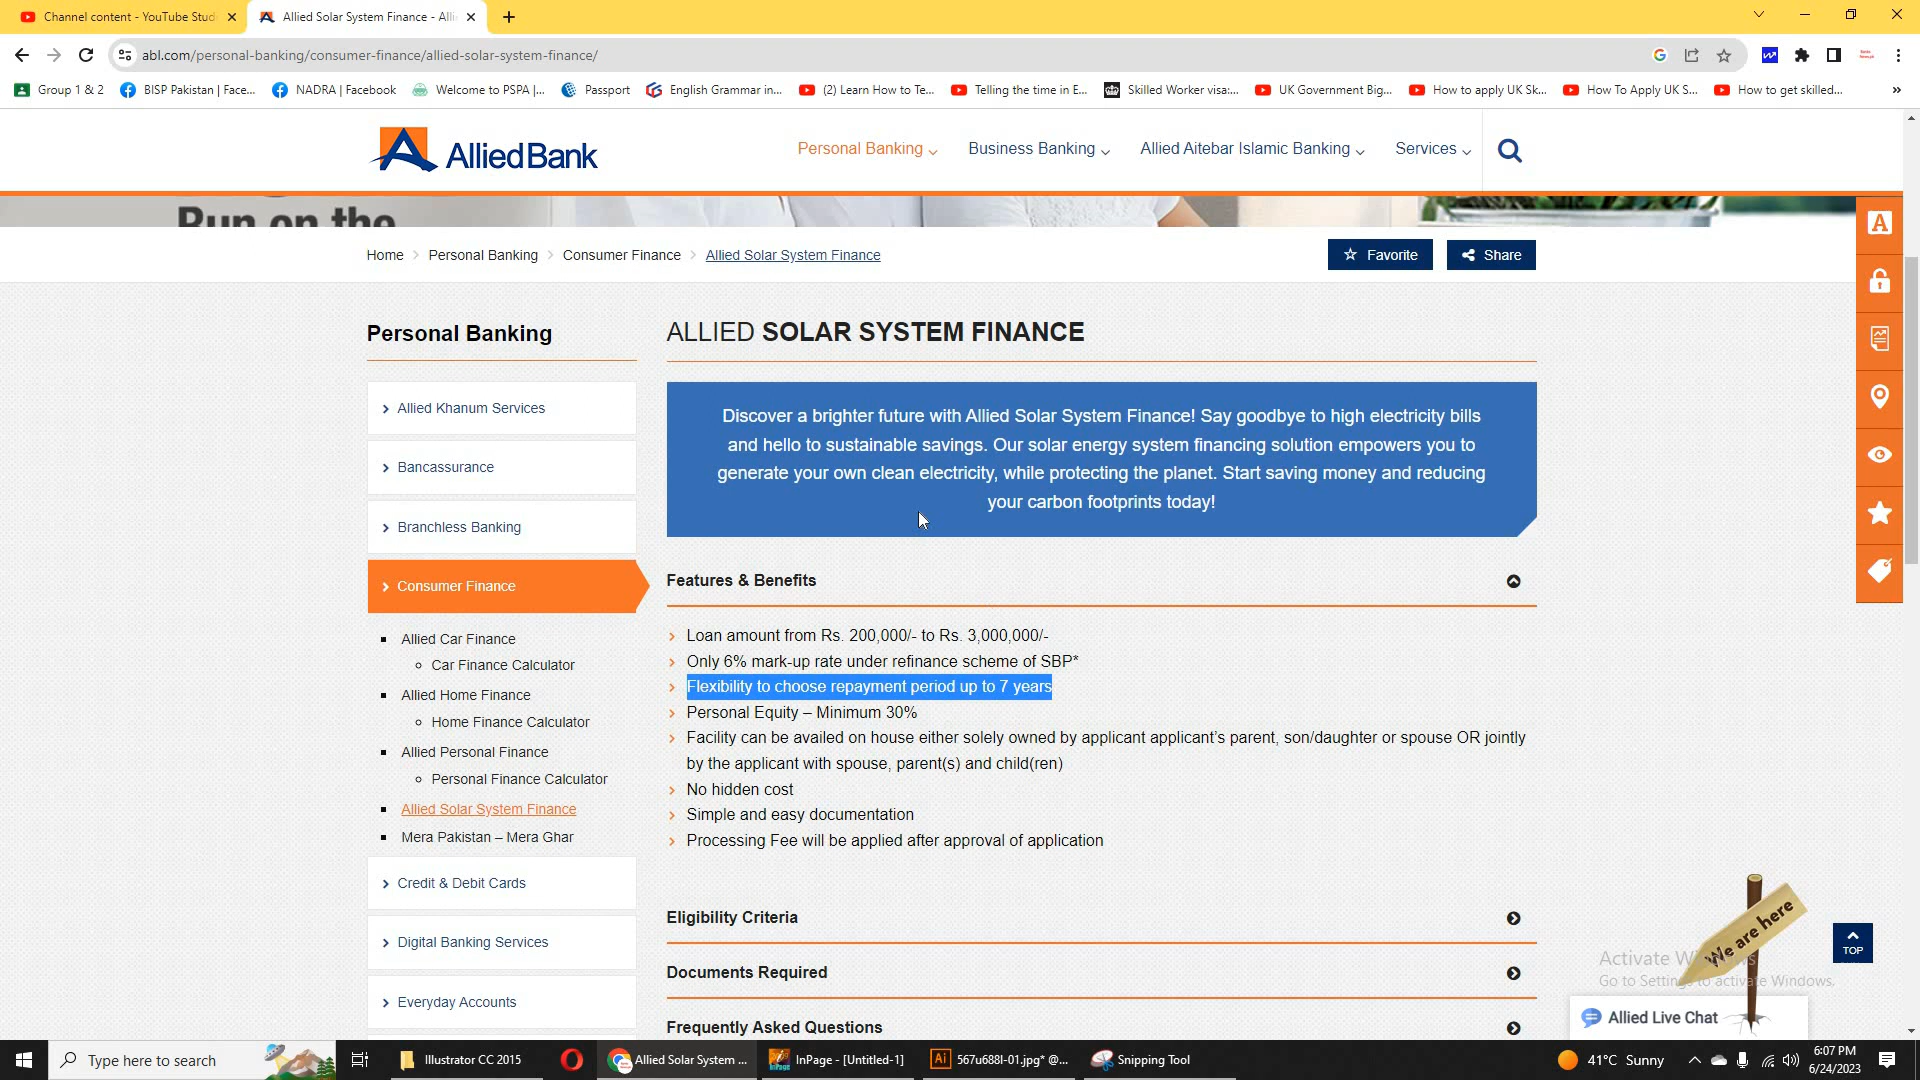 Channel content - YouTube Stud
Allied Solar System Finance - Alli
abl.com/personal-banking/consumer-finance/allied-solar-system-finance/
Group 1 & 2
BISP Pakistan | Face...
NADRA | Facebook
Welcome to PSPA |...
Passport
English Grammar in...
(2) Learn How to Te...
Telling the time in E...
Skilled Worker visa:...
UK Government Big...
How to apply UK Sk...
How To Apply UK S...
How to get skilled...
Allied Bank
Personal Banking
Business Banking
Allied Aitebar Islamic Banking
Services
Run on the
Home > Personal Banking > Consumer Finance > Allied Solar System Finance
Favorite
Share
Personal Banking
Allied Khanum Services
Bancassurance
Branchless Banking
Consumer Finance
Allied Car Finance
Car Finance Calculator
Allied Home Finance
Home Finance Calculator
Allied Personal Finance
Personal Finance Calculator
Allied Solar System Finance
Mera Pakistan – Mera Ghar
Credit & Debit Cards
Digital Banking Services
Everyday Accounts
ALLIED SOLAR SYSTEM FINANCE
Discover a brighter future with Allied Solar System Finance! Say goodbye to high electricity bills
and hello to sustainable savings. Our solar energy system financing solution empowers you to
generate your own clean electricity, while protecting the planet. Start saving money and reducing
your carbon footprints today!
Features & Benefits
Loan amount from Rs. 200,000/- to Rs. 3,000,000/-
Only 6% mark-up rate under refinance scheme of SBP*
Flexibility to choose repayment period up to 7 years
Personal Equity – Minimum 30%
Facility can be availed on house either solely owned by applicant applicant's parent, son/daughter or spouse OR jointly
by the applicant with spouse, parent(s) and child(ren)
No hidden cost
Simple and easy documentation
Processing Fee will be applied after approval of application
Eligibility Criteria
Documents Required
Frequently Asked Questions
A
We are here
TOP
Activate W
Go to Settings to activate Windows.
Allied Live Chat
Type here to search
Illustrator CC 2015
Allied Solar System ...
InPage - [Untitled-1]
567u688I-01.jpg* @...
Snipping Tool
41°C Sunny
6:07 PM
6/24/2023